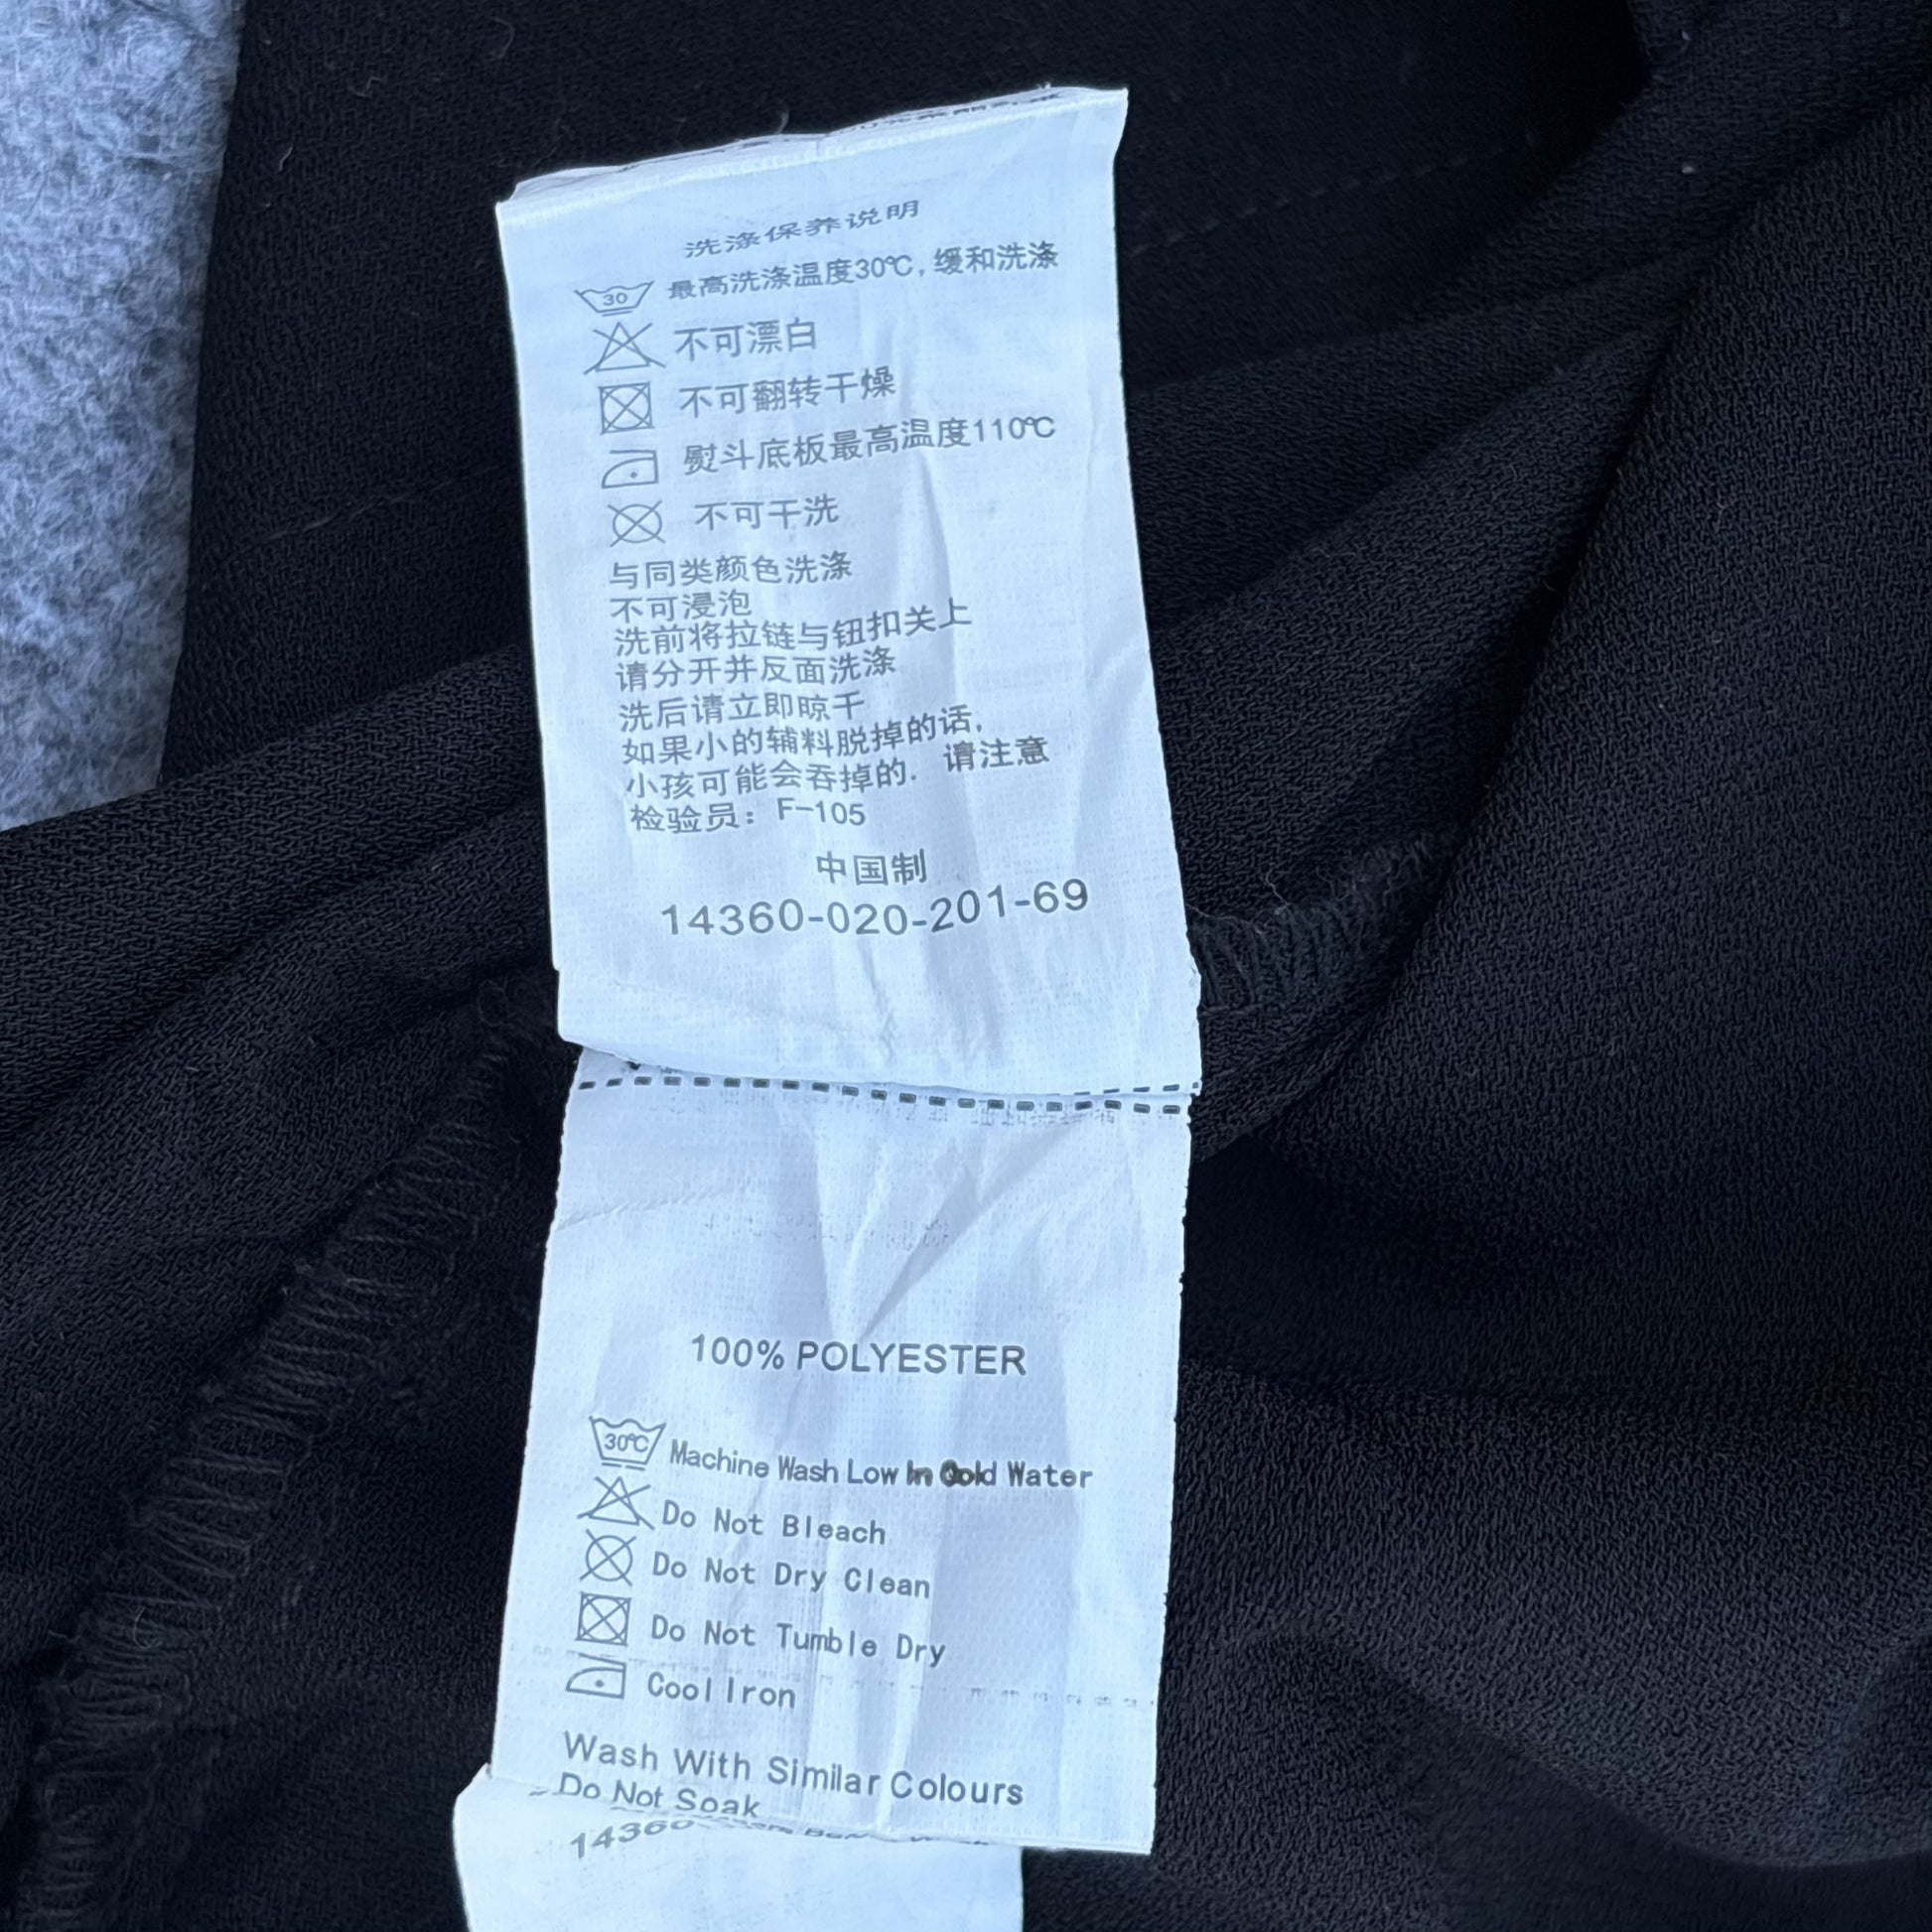 洗涤保养说明
30 最高洗涤温度30℃, 缓和洗涤
不可漂白
不可翻转干燥
熨斗底板最高温度110℃
不可干洗
与同类颜色洗涤
不可浸泡
洗前将拉链与钮扣关上
请分开并反面洗涤
洗后请立即晾干
如果小的辅料脱掉的话,
小孩可能会吞掉的. 请注意
检验员: F-105
中国制
14360-020-201-69
100% POLYESTER
30℃ Machine Wash Low In Cold Water
Do Not Bleach
Do Not Dry Clean
Do Not Tumble Dry
Cool Iron
Wash With Similar Colours
Do Not Soak
14360